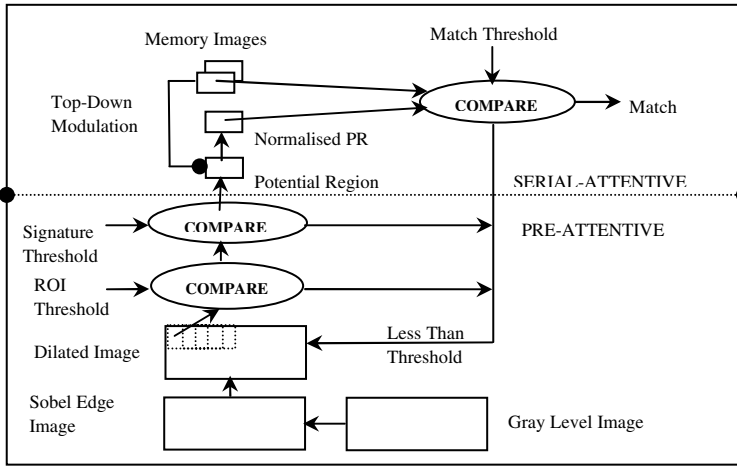 Memory Images
Match Threshold
Top-Down
Modulation
COMPARE
Match
Normalised PR
Potential Region
SERIAL-ATTENTIVE
Signature
Threshold
COMPARE
PRE-ATTENTIVE
ROI
Threshold
COMPARE
Dilated Image
Less Than
Threshold
Sobel Edge
Image
Gray Level Image